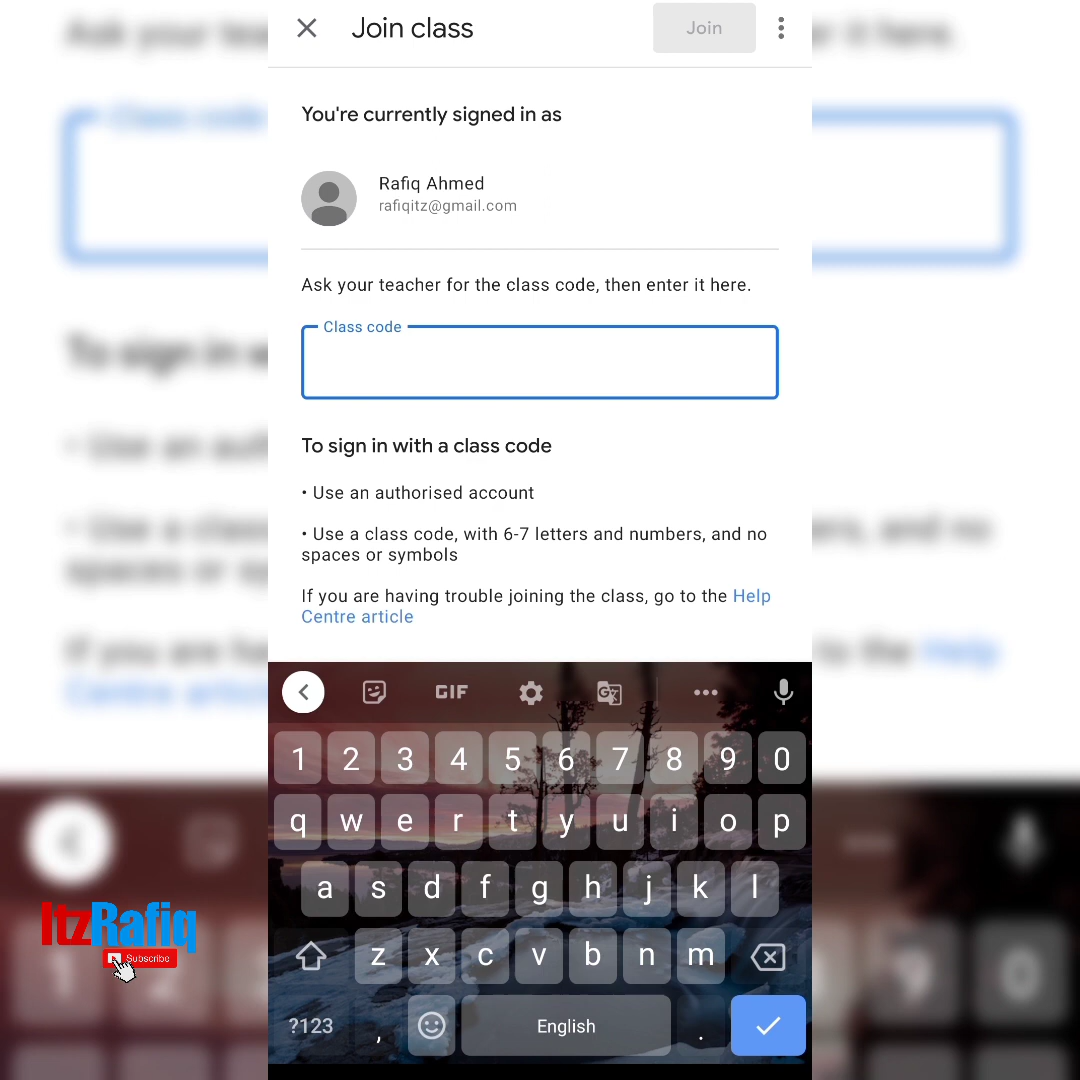 Join class
Join
You're currently signed in as
Rafiq Ahmed
rafiqitz@gmail.com
Ask your teacher for the class code, then enter it here.
Class code
To sign in with a class code
• Use an authorised account
• Use a class code, with 6-7 letters and numbers, and no
spaces or symbols
If you are having trouble joining the class, go to the Help
Centre article
GIF
1 2 3 4 5 6 7 8 9 0
q w e r t y u i o p
a s d f g h j k l
z x c v b n m
?123 , English .
ItzRafiq
Subscribe